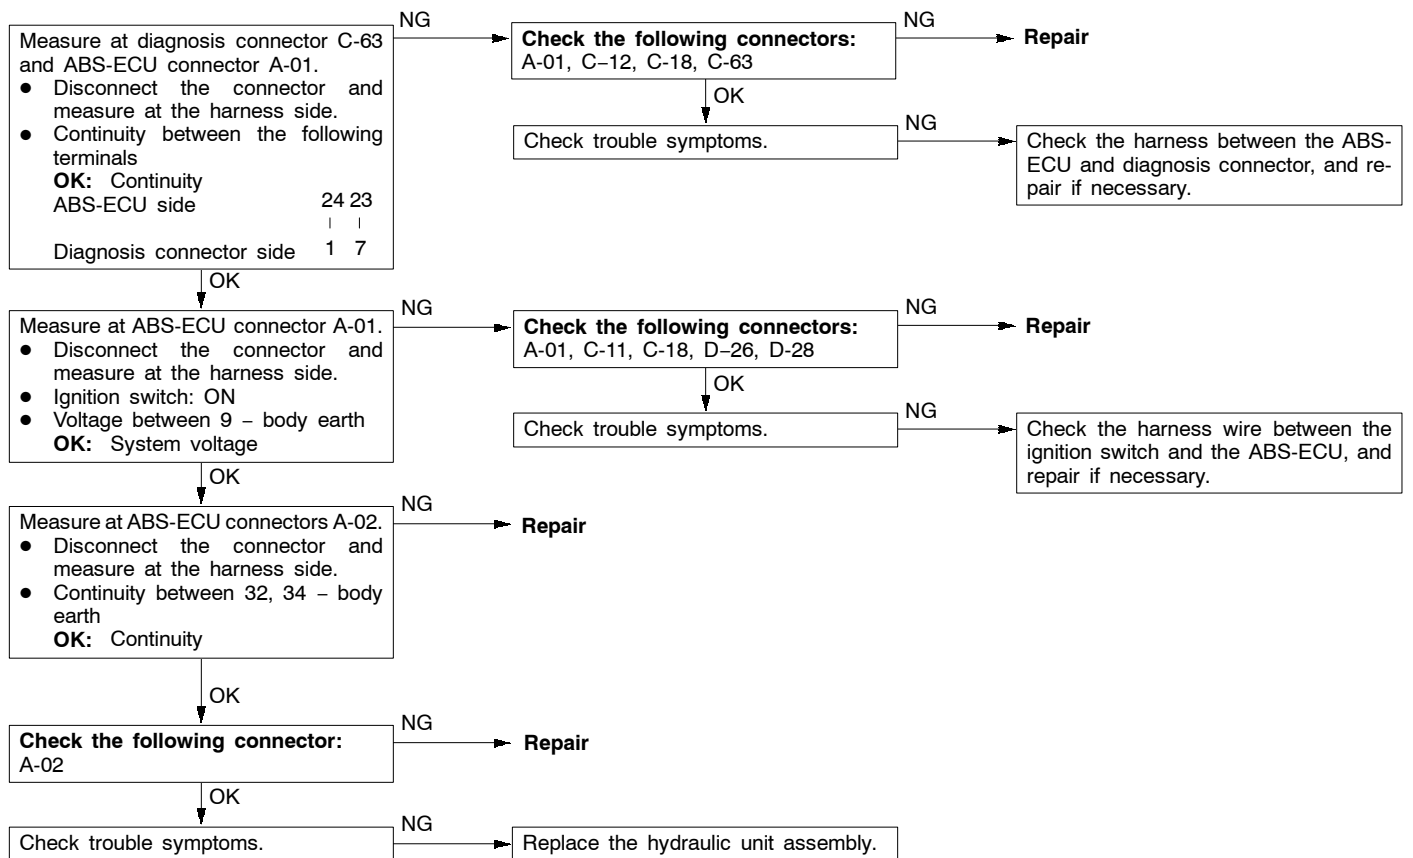 Measure at diagnosis connector C-63
and ABS-ECU connector A-01.
● Disconnect the connector and
measure at the harness side.
● Continuity between the following
terminals
OK: Continuity
ABS-ECU side 24 23
Diagnosis connector side 1 7
NG
Check the following connectors:
A-01, C–12, C-18, C-63
NG
Repair
OK
Check trouble symptoms.
NG
Check the harness between the ABS-
ECU and diagnosis connector, and re-
pair if necessary.
OK
Measure at ABS-ECU connector A-01.
● Disconnect the connector and
measure at the harness side.
● Ignition switch: ON
● Voltage between 9 – body earth
OK: System voltage
NG
Check the following connectors:
A-01, C-11, C-18, D–26, D-28
NG
Repair
OK
Check trouble symptoms.
NG
Check the harness wire between the
ignition switch and the ABS-ECU, and
repair if necessary.
OK
Measure at ABS-ECU connectors A-02.
● Disconnect the connector and
measure at the harness side.
● Continuity between 32, 34 – body
earth
OK: Continuity
NG
Repair
OK
Check the following connector:
A-02
NG
Repair
OK
Check trouble symptoms.
NG
Replace the hydraulic unit assembly.